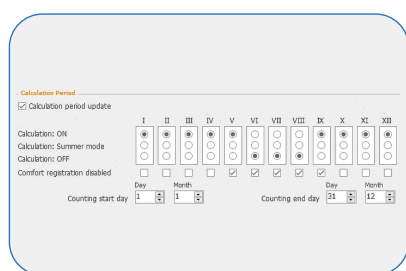 Calculation Period
Calculation period update
I II III IV V VI VII VIII IX X XI XII
Calculation: ON
Calculation: Summer mode
Calculation: OFF
Comfort registration disabled
Day Month Day Month
Counting start day 1 1 Counting end day 31 12